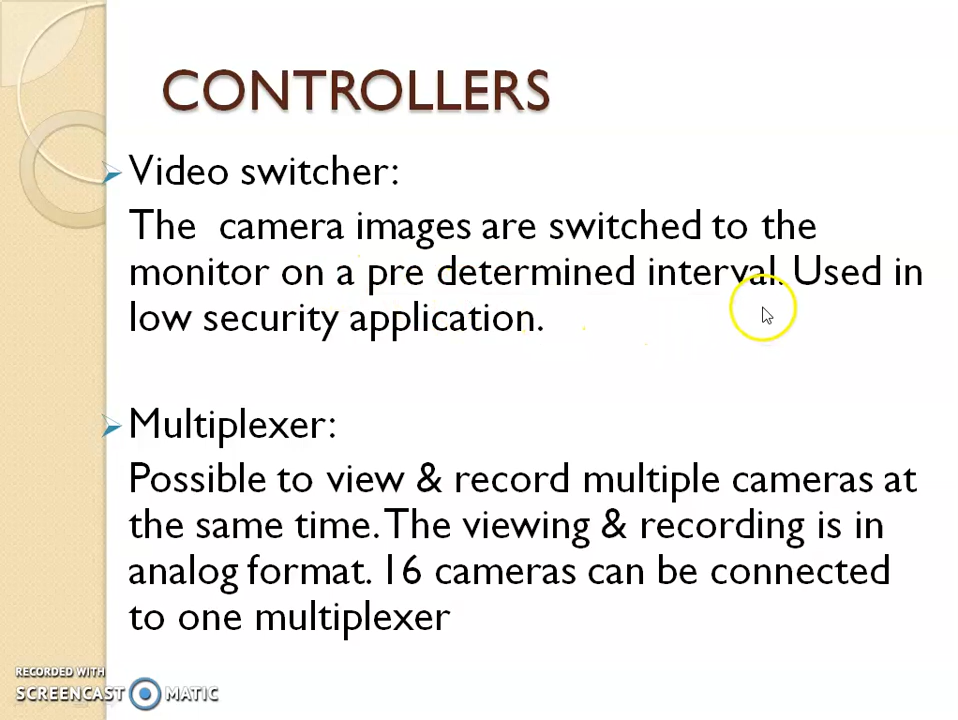 CONTROLLERS
Video switcher:
The camera images are switched to the
monitor on a pre determined interval. Used in
low security application.
Multiplexer:
Possible to view & record multiple cameras at
the same time. The viewing & recording is in
analog format. 16 cameras can be connected
to one multiplexer
RECORDED WITH
SCREENCAST MATIC